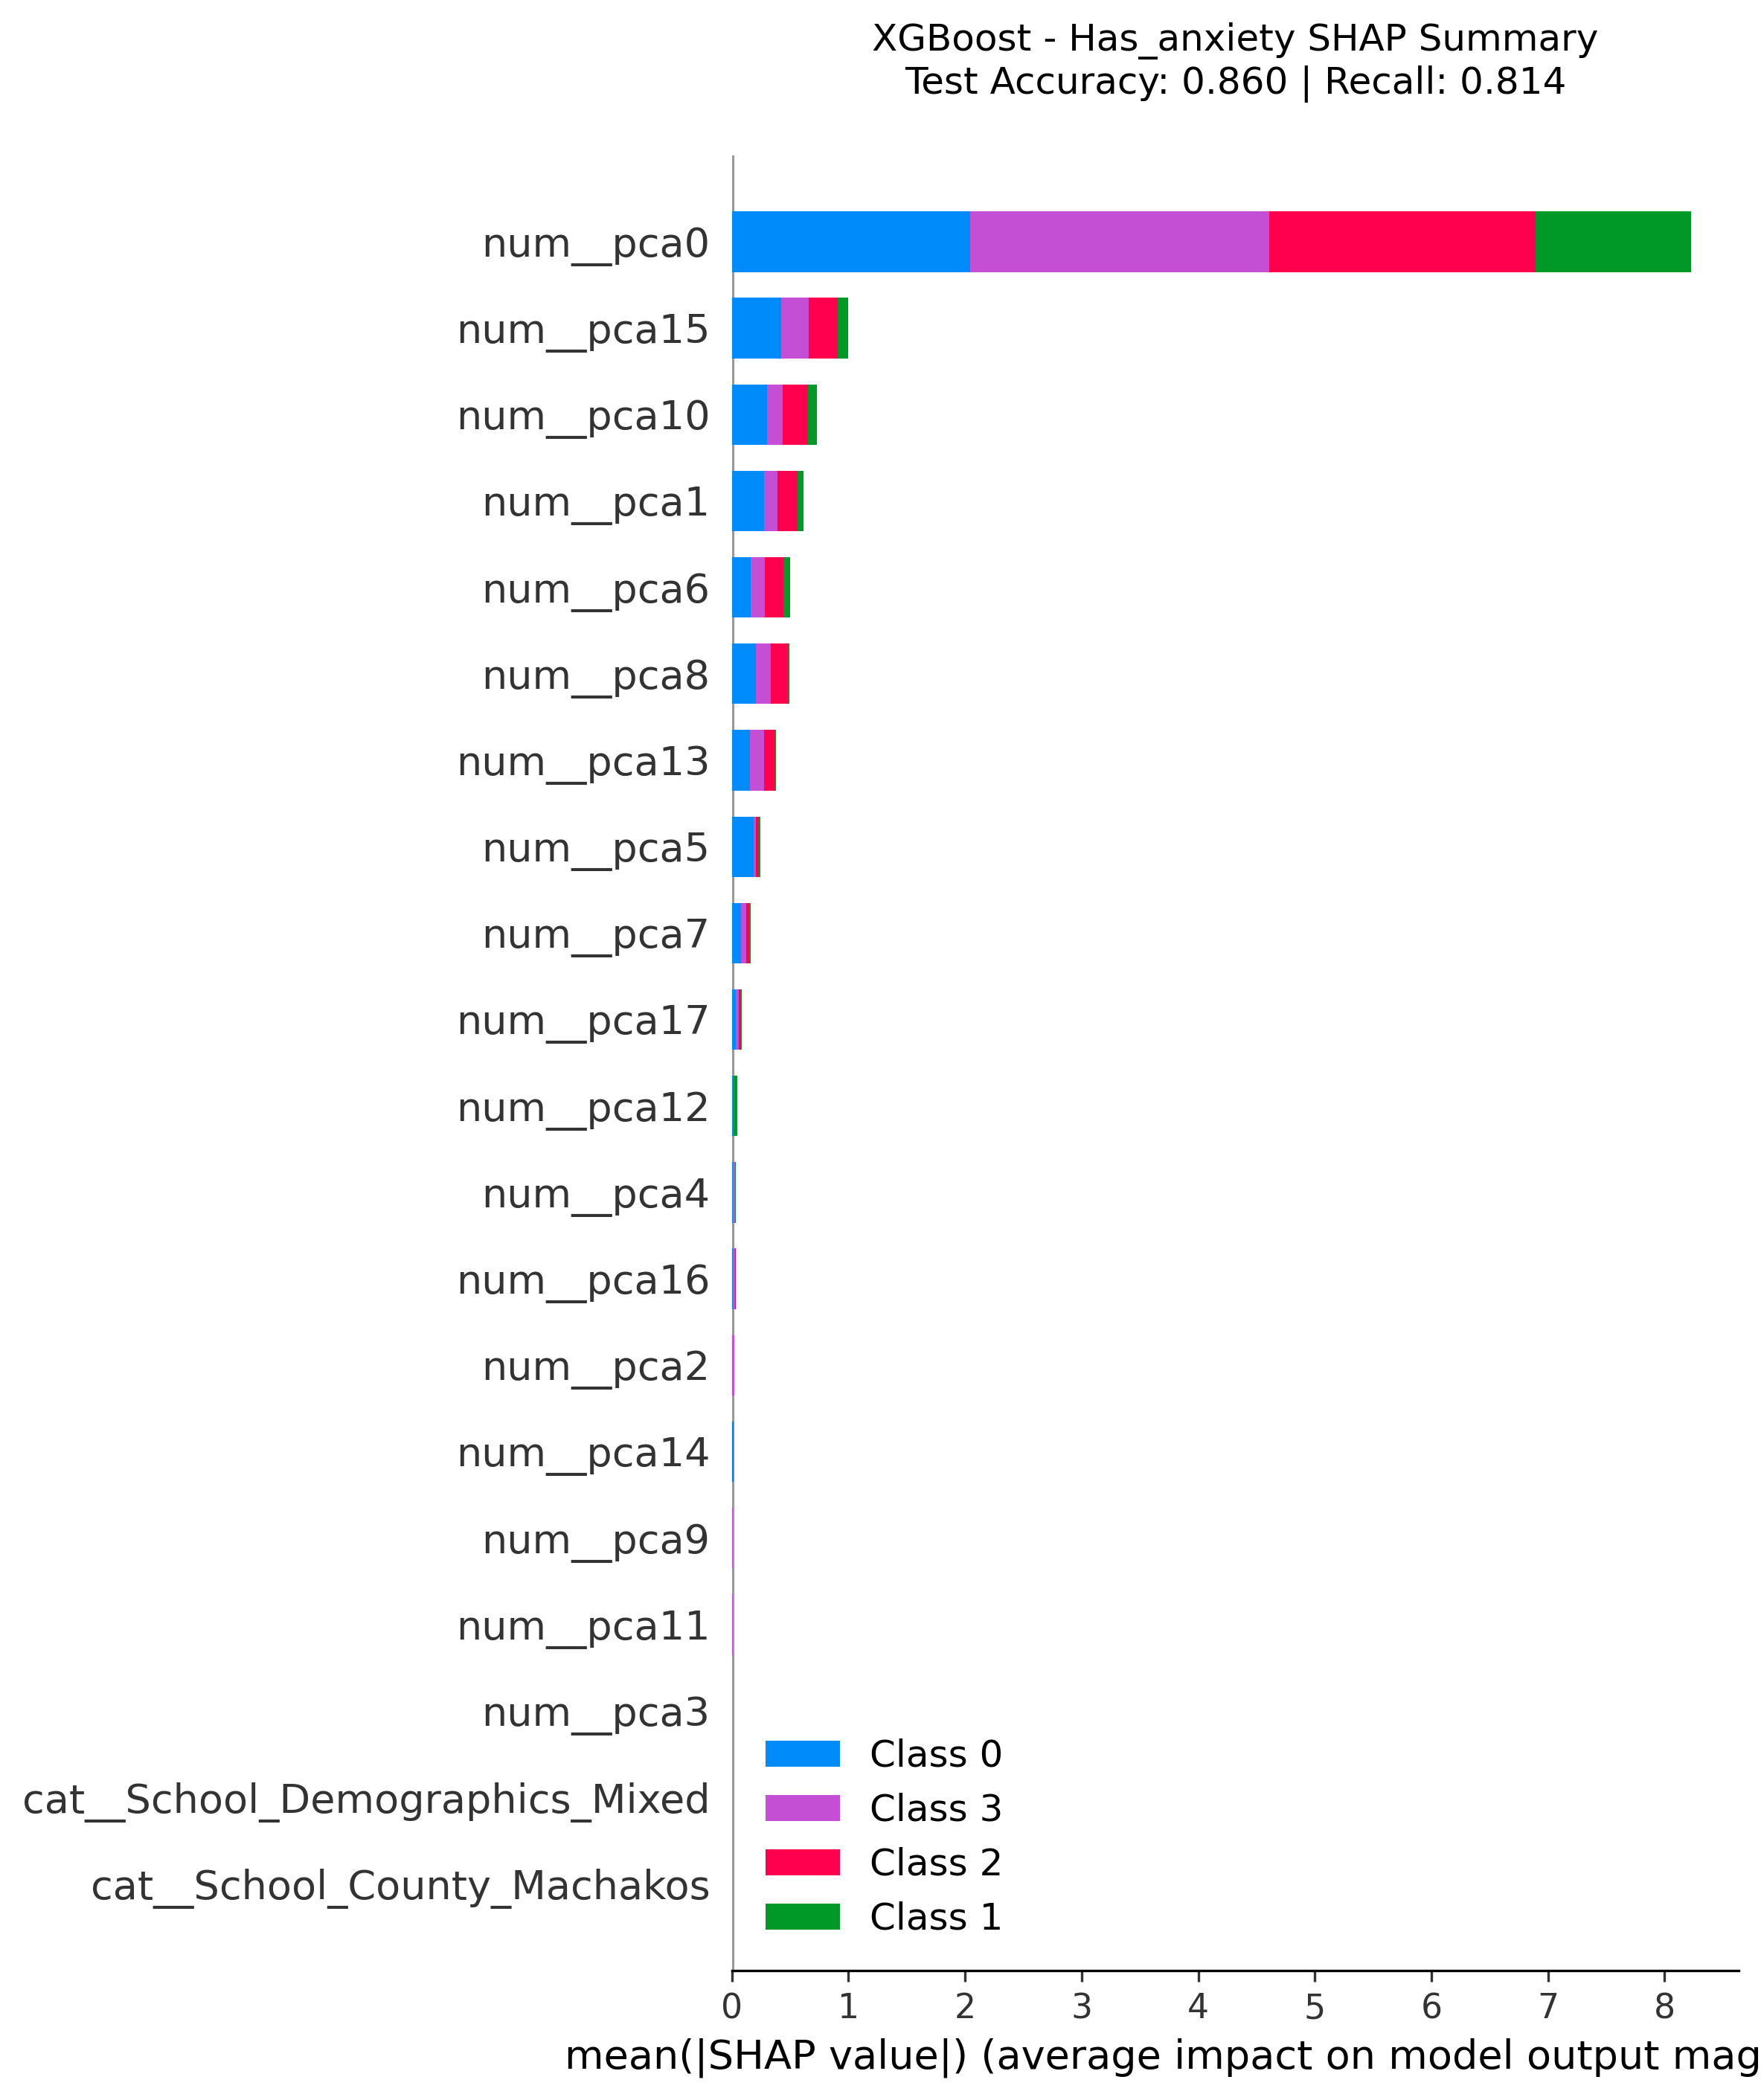 XGBoost - Has_anxiety SHAP Summary
Test Accuracy: 0.860 | Recall: 0.814
num__pca0
num__pca15
num__pca10
num__pca1
num__pca6
num__pca8
num__pca13
num__pca5
num__pca7
num__pca17
num__pca12
num__pca4
num__pca16
num__pca2
num__pca14
num__pca9
num__pca11
num__pca3
cat__School_Demographics_Mixed
cat__School_County_Machakos
Class 0
Class 3
Class 2
Class 1
0 1 2 3 4 5 6 7 8
mean(|SHAP value|) (average impact on model output mag